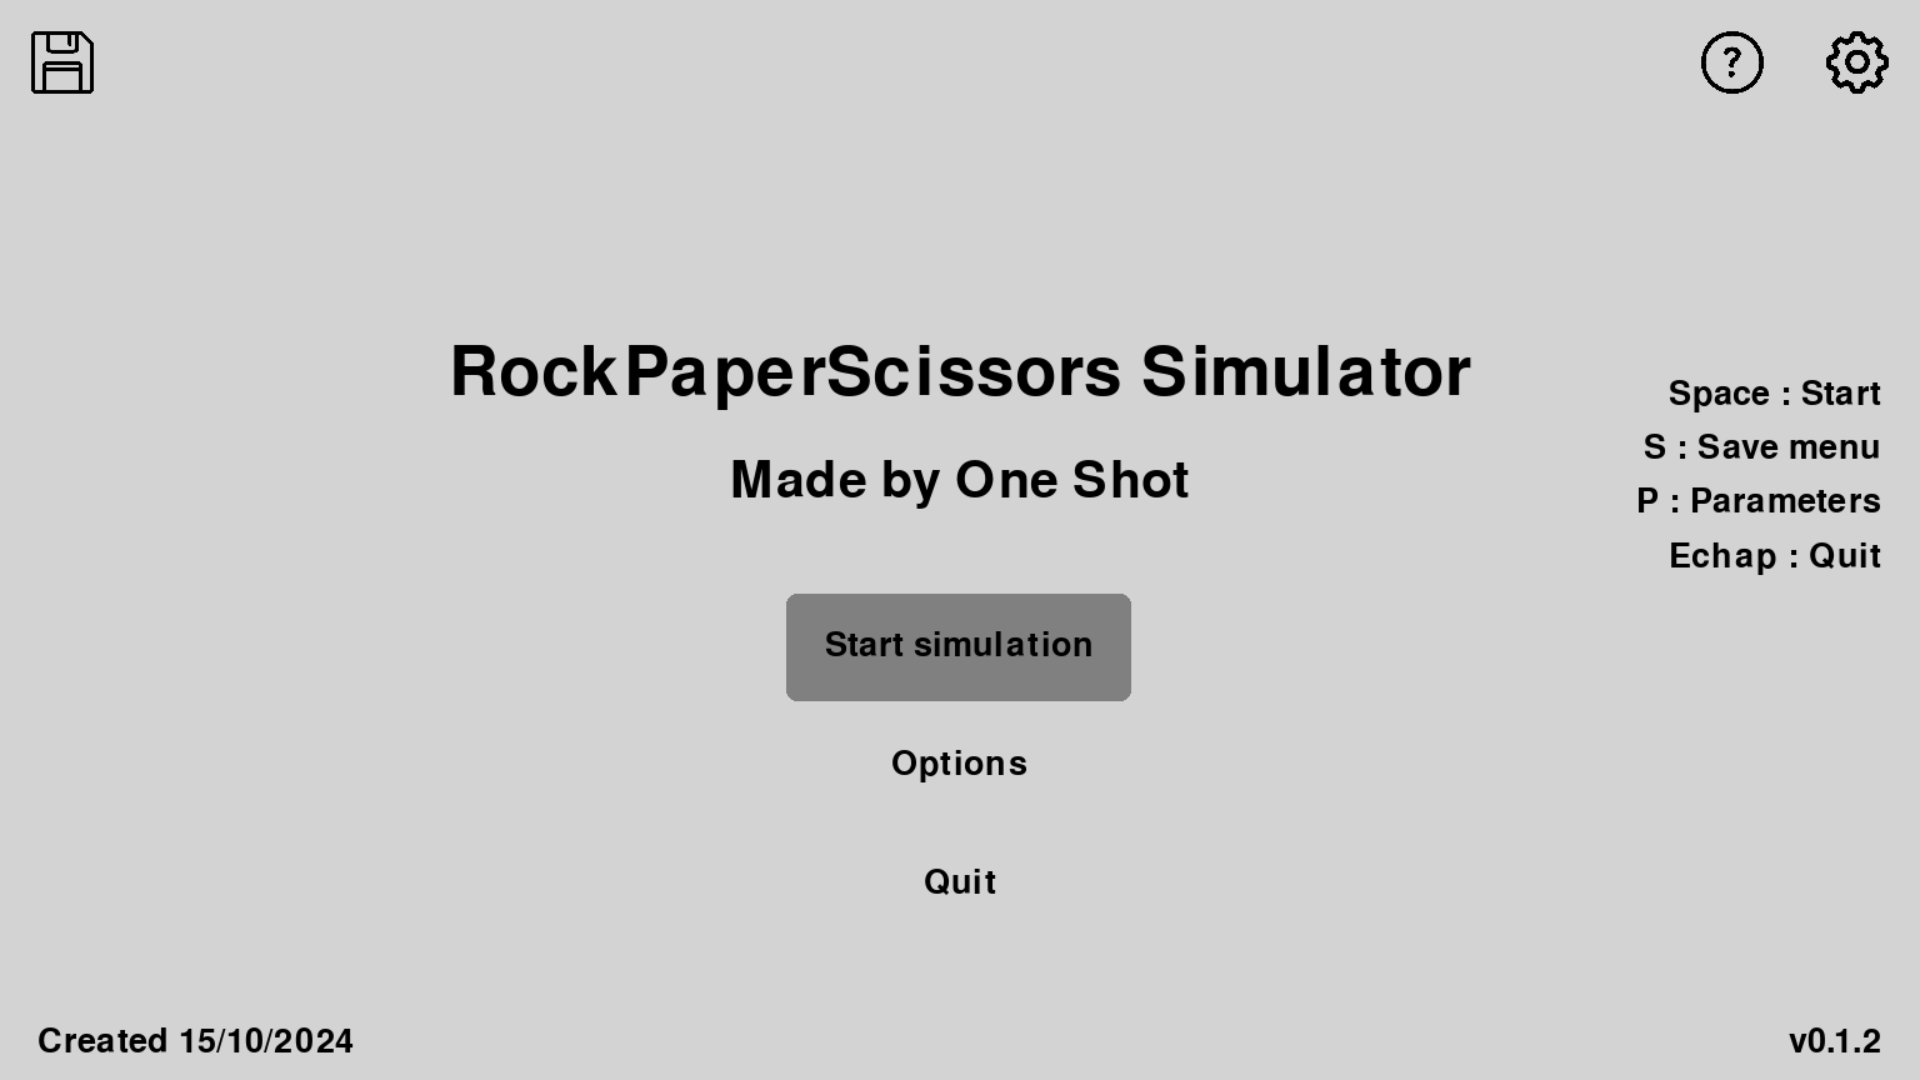 ?
RockPaperScissors Simulator
Made by One Shot
Space : Start
S : Save menu
P : Parameters
Echap : Quit
Start simulation
Options
Quit
Created 15/10/2024
v0.1.2